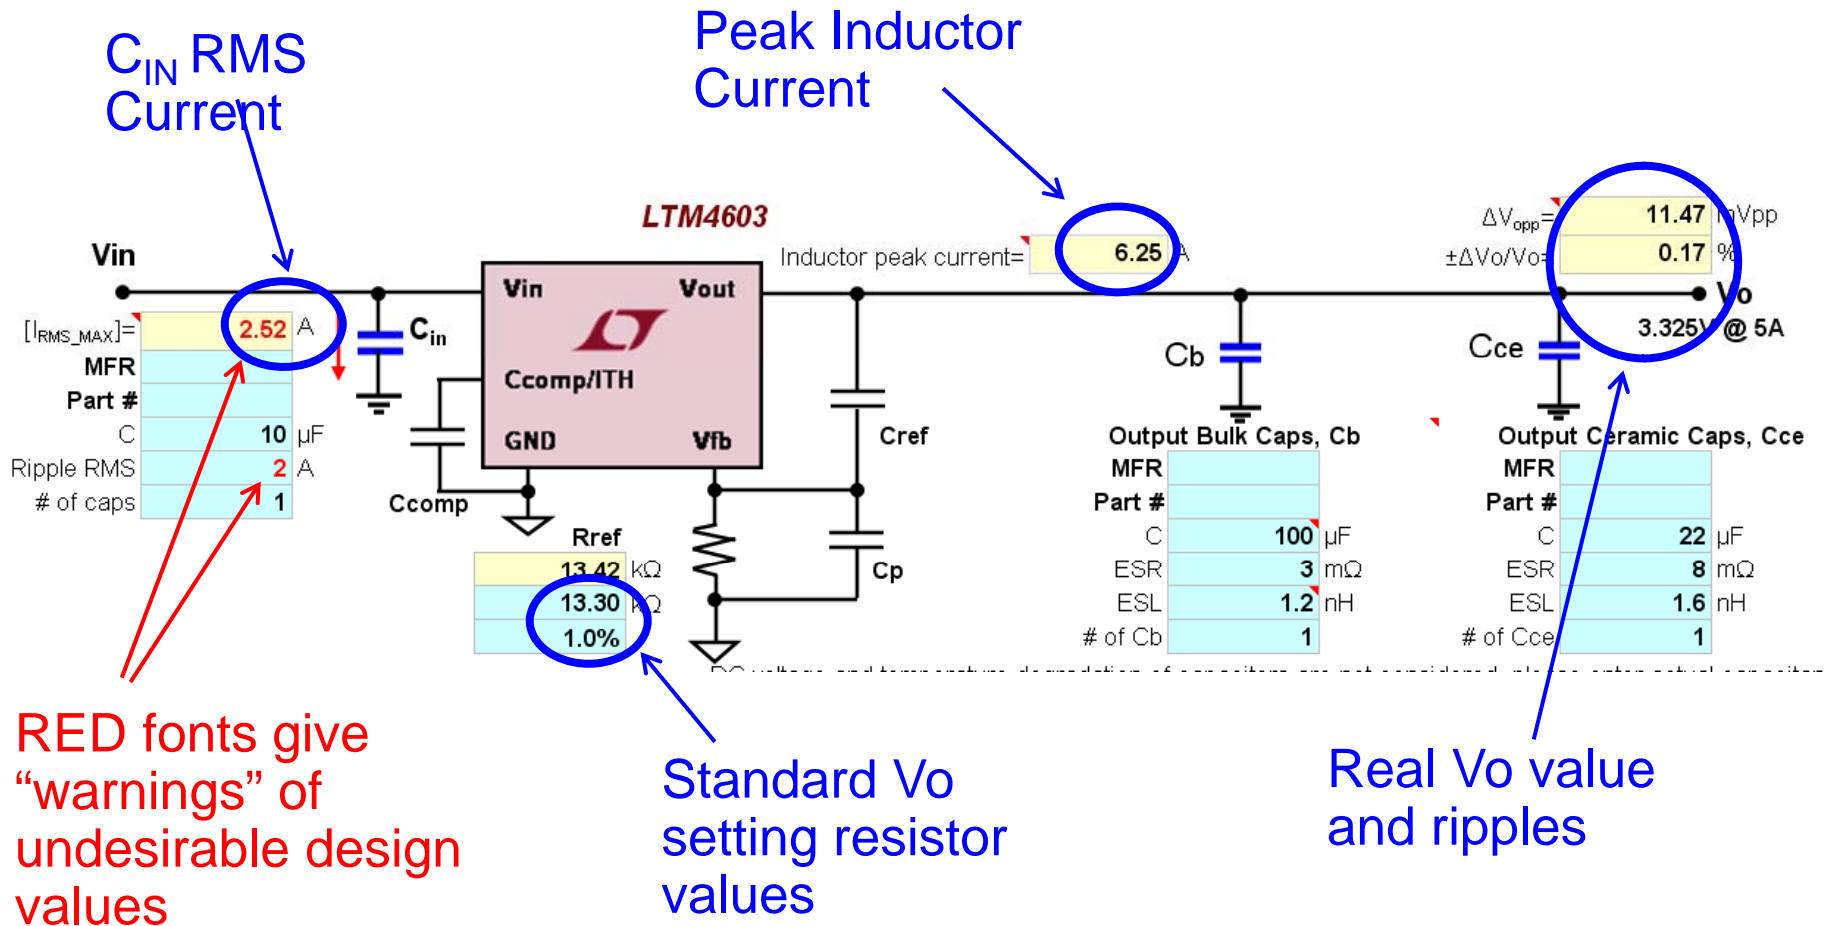 C_IN RMS
Current
Peak Inductor
Current
LTM4603
Vin
Vin
Vout
Ccomp/ITH
GND
Vfb
Inductor peak current= 6.25 A
ΔVopp= 11.47 mVpp
±ΔVo/Vo= 0.17 %
Vo
3.325V @ 5A
[I_RMS_MAX]= 2.52 A
MFR
Part #
C 10 µF
Ripple RMS 2 A
# of caps 1
Cin
Ccomp
Cref
Cp
Cb
Cce
Rref
13.42 kΩ
13.30 kΩ
1.0%
Output Bulk Caps, Cb
MFR
Part #
C 100 µF
ESR 3 mΩ
ESL 1.2 nH
# of Cb 1
Output Ceramic Caps, Cce
MFR
Part #
C 22 µF
ESR 8 mΩ
ESL 1.6 nH
# of Cce 1
RED fonts give
“warnings” of
undesirable design
values
Standard Vo
setting resistor
values
Real Vo value
and ripples